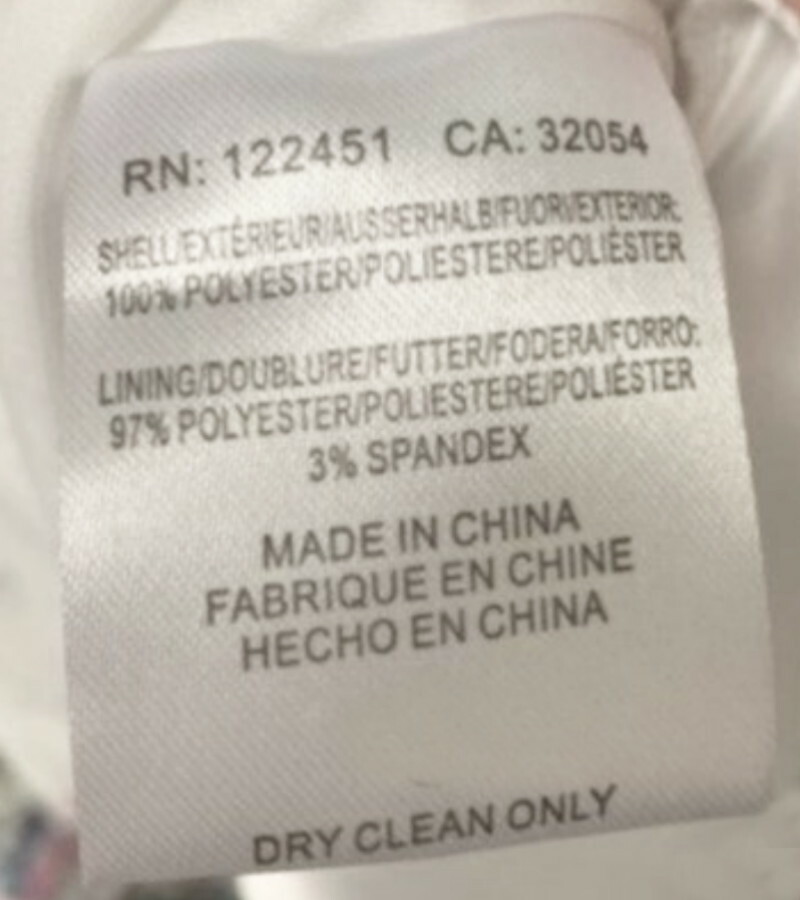 RN: 122451 CA: 32054
SHELL/EXTÉRIEUR/AUSSERHALB/FUORI/EXTERIOR:
100% POLYESTER/POLIESTERE/POLIÉSTER
LINING/DOUBLURE/FUTTER/FODERA/FORRO:
97% POLYESTER/POLIESTERE/POLIÉSTER
3% SPANDEX
MADE IN CHINA
FABRIQUE EN CHINE
HECHO EN CHINA
DRY CLEAN ONLY